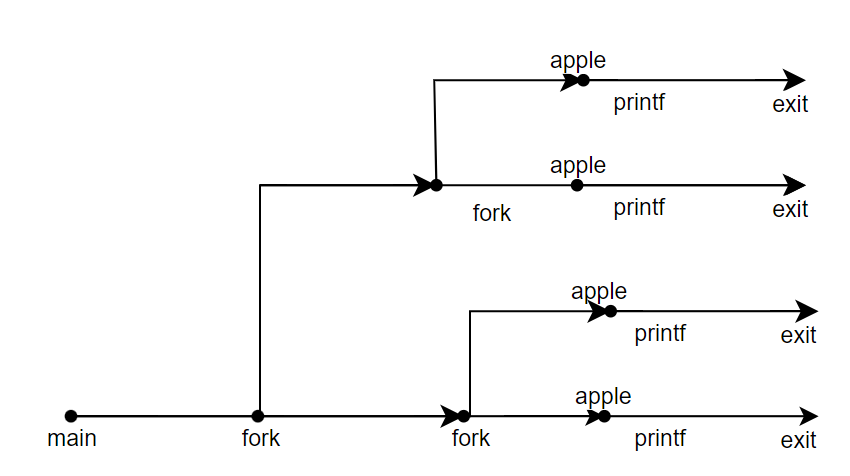 apple
printf
exit
apple
fork
printf
exit
apple
printf
exit
apple
main
fork
fork
printf
exit